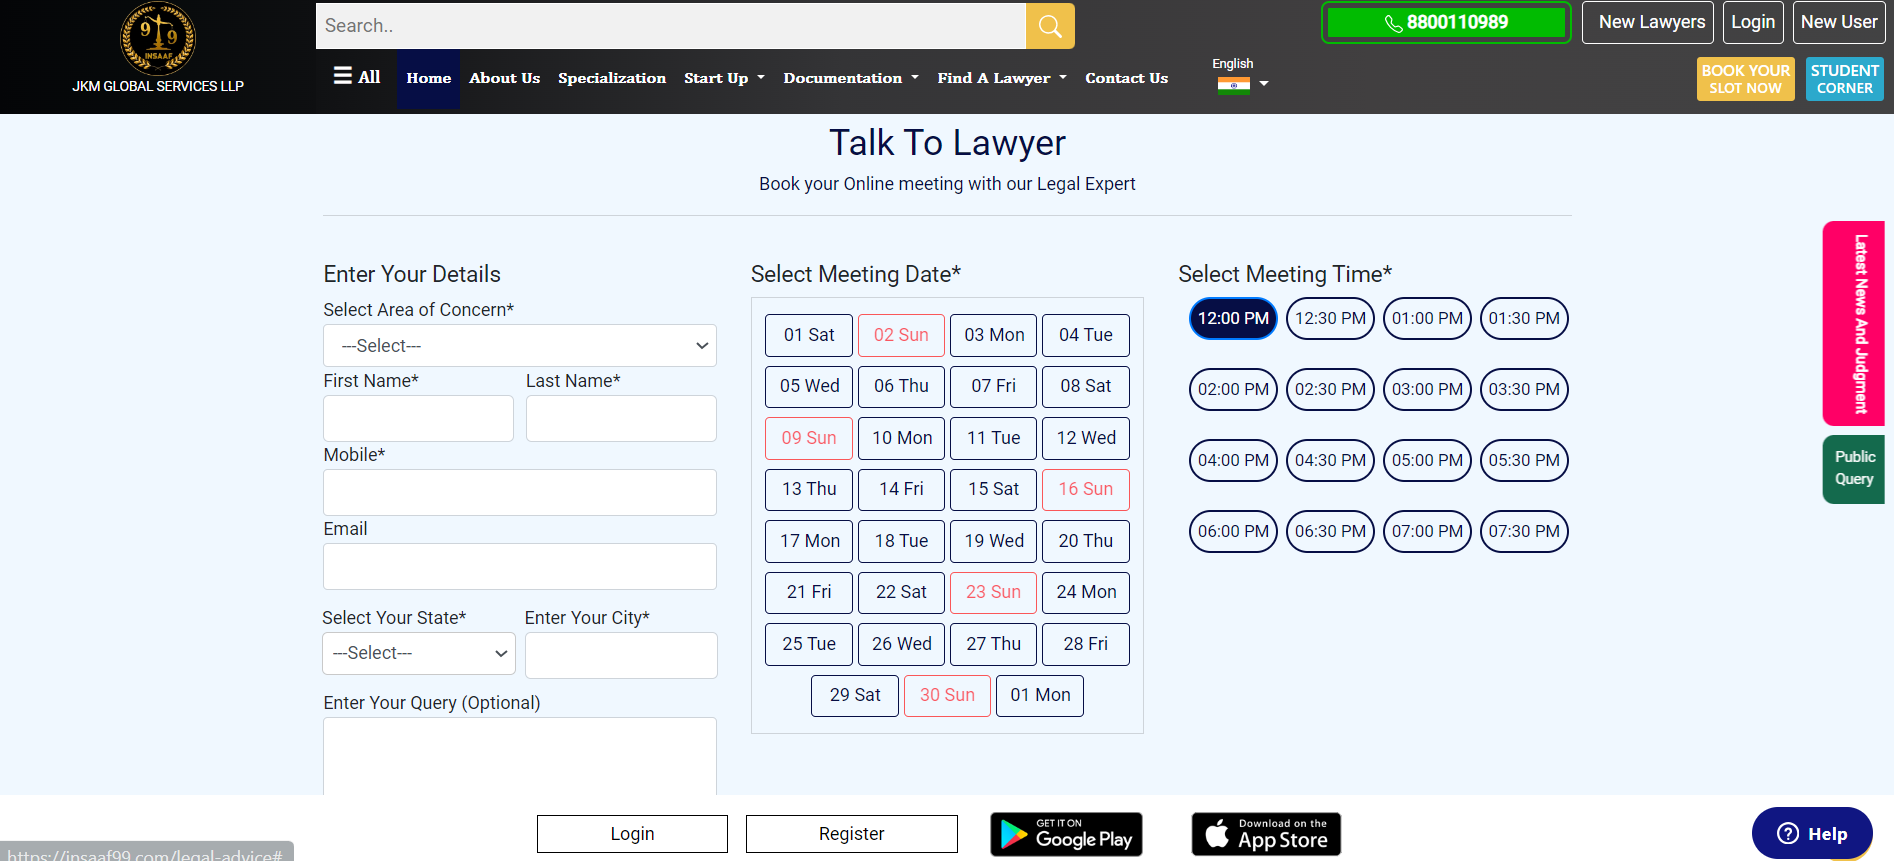 9 9
INSAAF
JKM GLOBAL SERVICES LLP
Search..
8800110989
New Lawyers
Login
New User
All
Home
About Us
Specialization
Start Up
Documentation
Find A Lawyer
Contact Us
English
BOOK YOUR
SLOT NOW
STUDENT
CORNER
Talk To Lawyer
Book your Online meeting with our Legal Expert
Enter Your Details
Select Area of Concern*
---Select---
First Name*
Last Name*
Mobile*
Email
Select Your State*
Enter Your City*
---Select---
Enter Your Query (Optional)
Select Meeting Date*
01 Sat
02 Sun
03 Mon
04 Tue
05 Wed
06 Thu
07 Fri
08 Sat
09 Sun
10 Mon
11 Tue
12 Wed
13 Thu
14 Fri
15 Sat
16 Sun
17 Mon
18 Tue
19 Wed
20 Thu
21 Fri
22 Sat
23 Sun
24 Mon
25 Tue
26 Wed
27 Thu
28 Fri
29 Sat
30 Sun
01 Mon
Select Meeting Time*
12:00 PM
12:30 PM
01:00 PM
01:30 PM
02:00 PM
02:30 PM
03:00 PM
03:30 PM
04:00 PM
04:30 PM
05:00 PM
05:30 PM
06:00 PM
06:30 PM
07:00 PM
07:30 PM
Latest News And Judgment
Public
Query
Login
Register
GET IT ON
Google Play
Download on the
App Store
Help
https://insaaf99.com/legal-advice#